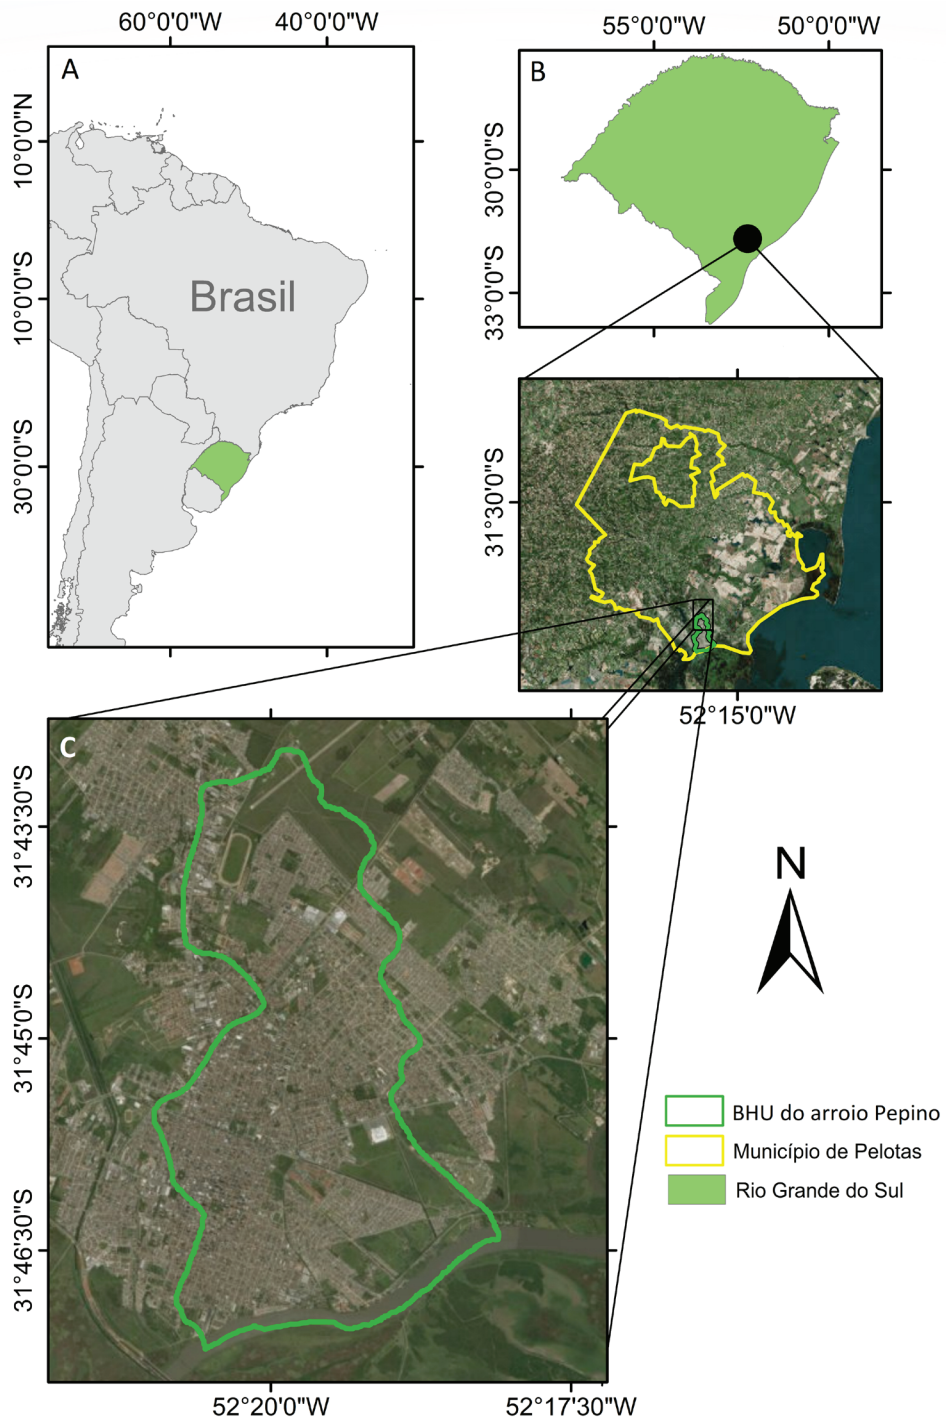 60°0'0"W
40°0'0"W
A
10°0'0"N
10°0'0"S
30°0'0"S
Brasil
55°0'0"W
50°0'0"W
B
30°0'0"S
33°0'0"S
31°30'0"S
52°15'0"W
C
31°43'30"S
31°45'0"S
31°46'30"S
52°20'0"W
52°17'30"W
N
BHU do arroio Pepino
Município de Pelotas
Rio Grande do Sul